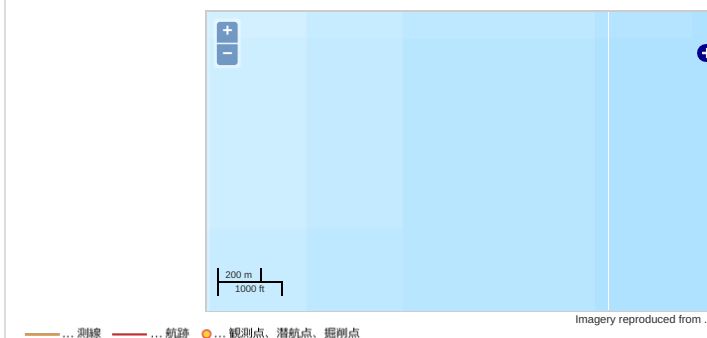 +
−
200 m
1000 ft
Imagery reproduced from .
... 測線 ... 航跡 ... 観測点、潜航点、掘削点